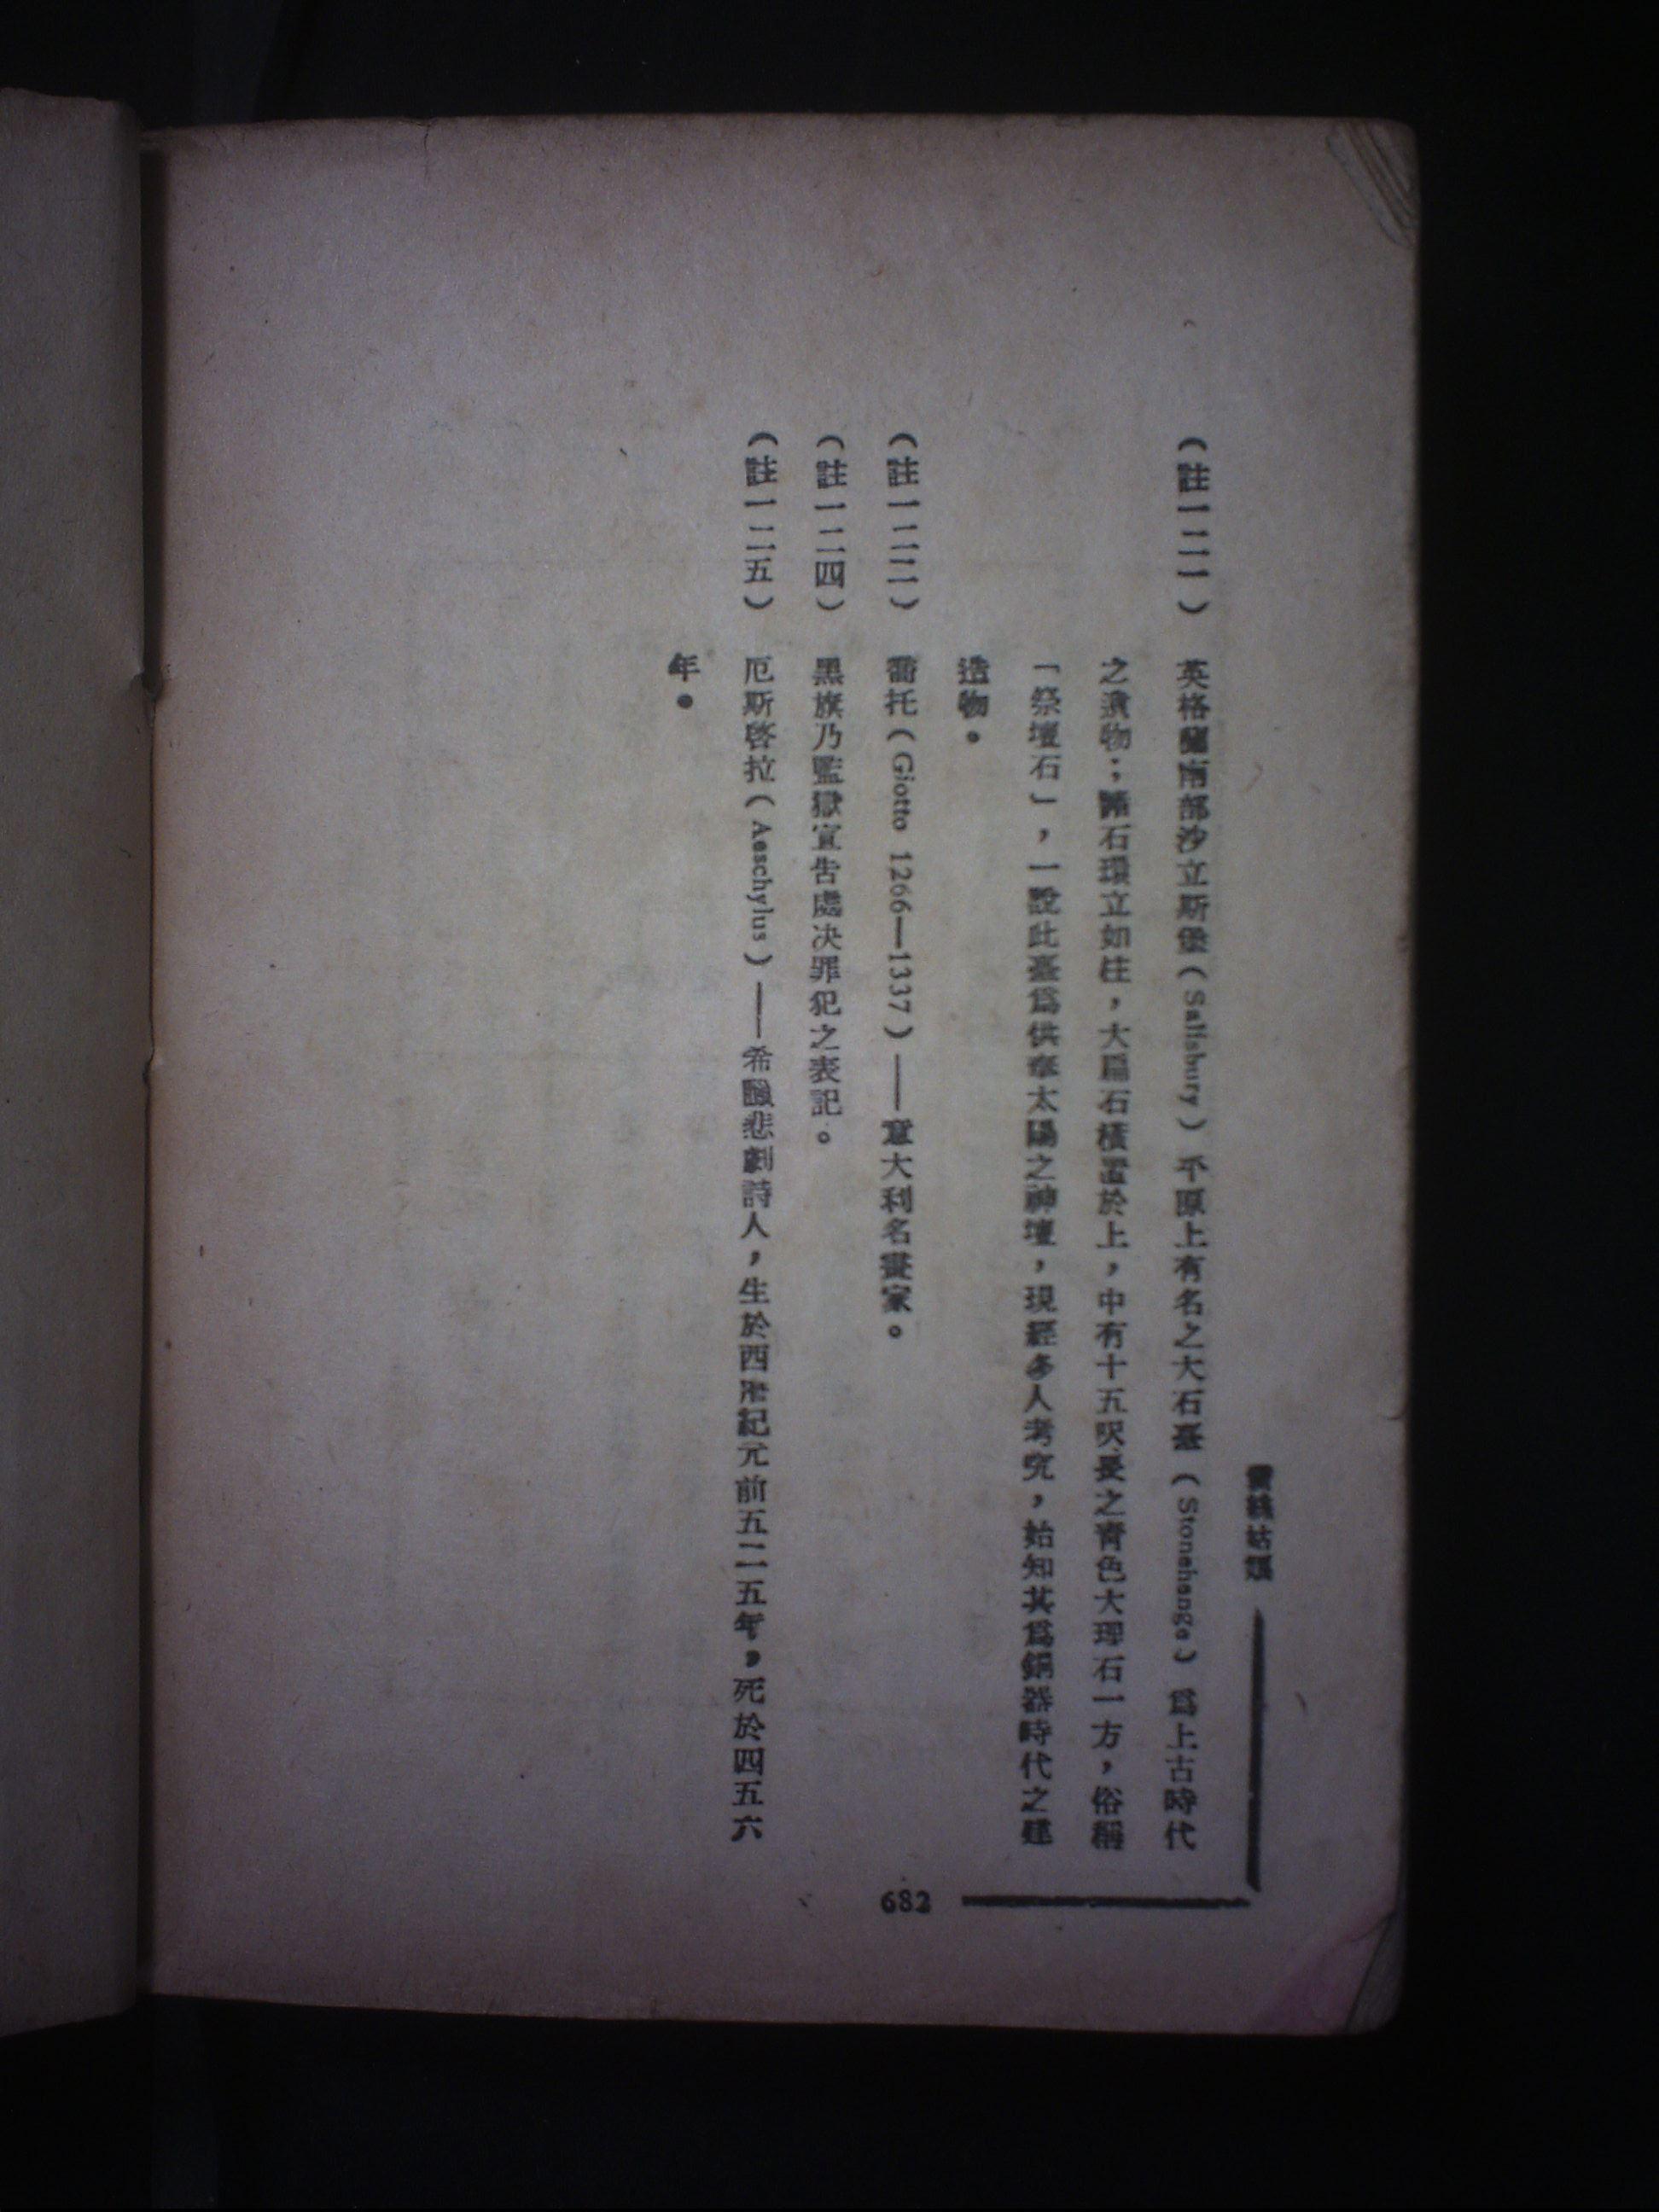 黛絲姑娘
(註一二一) 英格蘭南部沙立斯堡(Salisbury)平原上有名之大石臺(Stonehenge)爲上古時代
之遺物;諸石環立如柱,大扁石橫置於上,中有十五呎長之青色大理石一方,俗稱
「祭壇石」,一說此臺爲供奉太陽之神壇,現經多人考究,始知其爲銅器時代之建
造物。
(註一二三) 喬托(Giotto 1266—1337)——意大利名畫家。
(註一二四) 黑旗乃監獄宣告處决罪犯之表記。
(註一二五) 厄斯啓拉(Aeschylus)——希臘悲劇詩人,生於西曆紀元前五二五年,死於四五六
年。
682